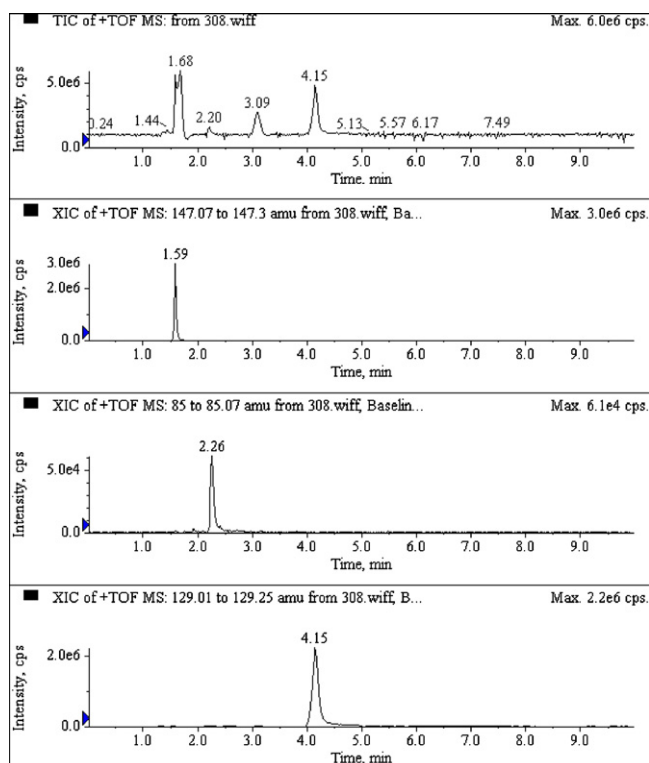 TIC of +TOF MS: from 308.wiff Max. 6.0e6 cps.
Intensity, cps
5.0e6
0.0
0.24
1.44
1.68
2.20
3.09
4.15
5.13
5.57
6.17
7.49
1.0 2.0 3.0 4.0 5.0 6.0 7.0 8.0 9.0
Time, min
XIC of +TOF MS: 147.07 to 147.3 amu from 308.wiff, Ba... Max. 3.0e6 cps.
Intensity, cps
3.0e6
2.0e6
0.0
1.59
1.0 2.0 3.0 4.0 5.0 6.0 7.0 8.0 9.0
Time, min
XIC of +TOF MS: 85 to 85.07 amu from 308.wiff, Baselin... Max. 6.1e4 cps.
Intensity, cps
5.0e4
0.0
2.26
1.0 2.0 3.0 4.0 5.0 6.0 7.0 8.0 9.0
Time, min
XIC of +TOF MS: 129.01 to 129.25 amu from 308.wiff, B... Max. 2.2e6 cps.
Intensity, cps
2.0e6
0.0
4.15
1.0 2.0 3.0 4.0 5.0 6.0 7.0 8.0 9.0
Time, min